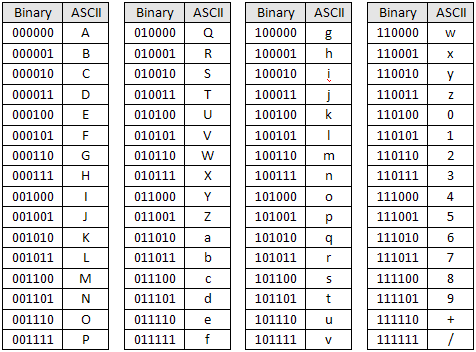 Binary ASCII Binary ASCII Binary ASCII Binary ASCII
000000 A 010000 Q 100000 g 110000 w
000001 B 010001 R 100001 h 110001 x
000010 C 010010 S 100010 i 110010 y
000011 D 010011 T 100011 j 110011 z
000100 E 010100 U 100100 k 110100 0
000101 F 010101 V 100101 l 110101 1
000110 G 010110 W 100110 m 110110 2
000111 H 010111 X 100111 n 110111 3
001000 I 011000 Y 101000 o 111000 4
001001 J 011001 Z 101001 p 111001 5
001010 K 011010 a 101010 q 111010 6
001011 L 011011 b 101011 r 111011 7
001100 M 011100 c 101100 s 111100 8
001101 N 011101 d 101101 t 111101 9
001110 O 011110 e 101110 u 111110 +
001111 P 011111 f 101111 v 111111 /